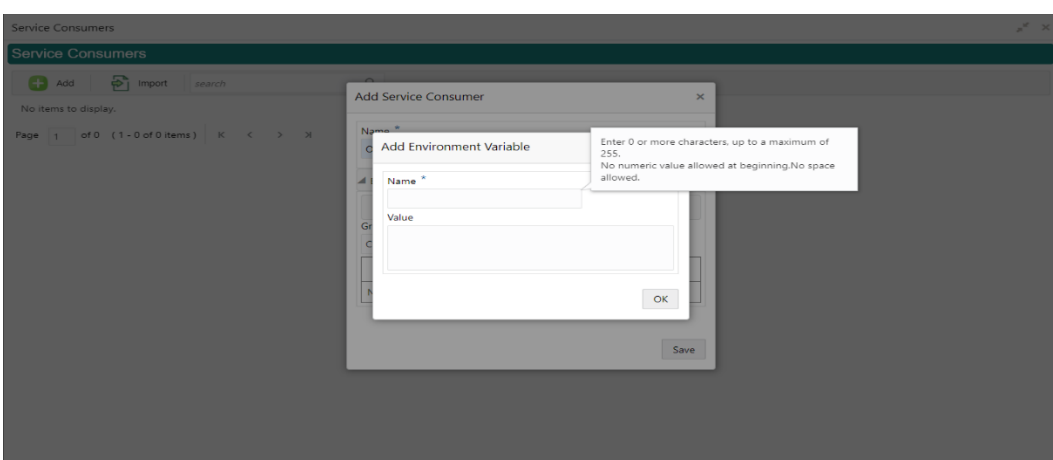 Service Consumers
Service Consumers
Add Import search
No items to display.
Page 1 of 0 ( 1 - 0 of 0 items )
Add Service Consumer
Name *
Add Environment Variable
Enter 0 or more characters, up to a maximum of
255.
No numeric value allowed at beginning.No space
allowed.
Name *
Value
OK
Save